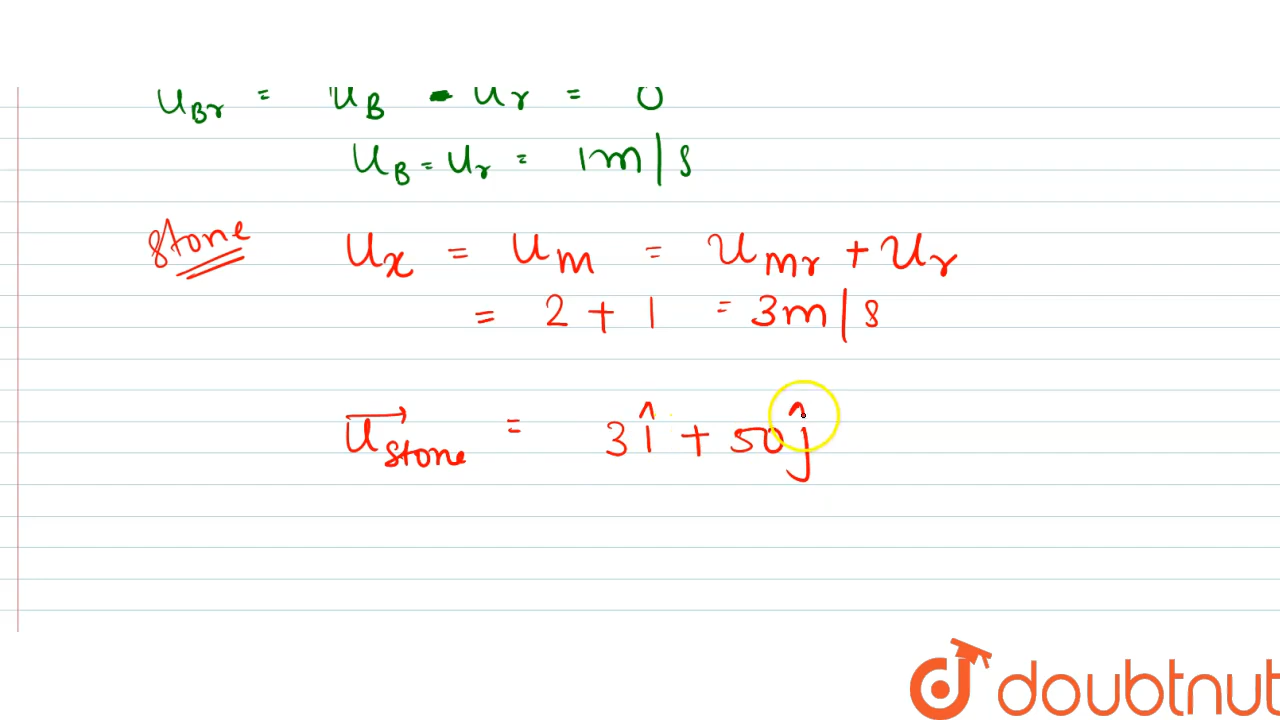 u_Br = u_B - u_r = 0
u_B = u_r = 1m/s
Stone u_x = u_m = u_mr + u_r
= 2 + 1 = 3m/s
u⃗_Stone = 3î + 50ĵ
doubtnut